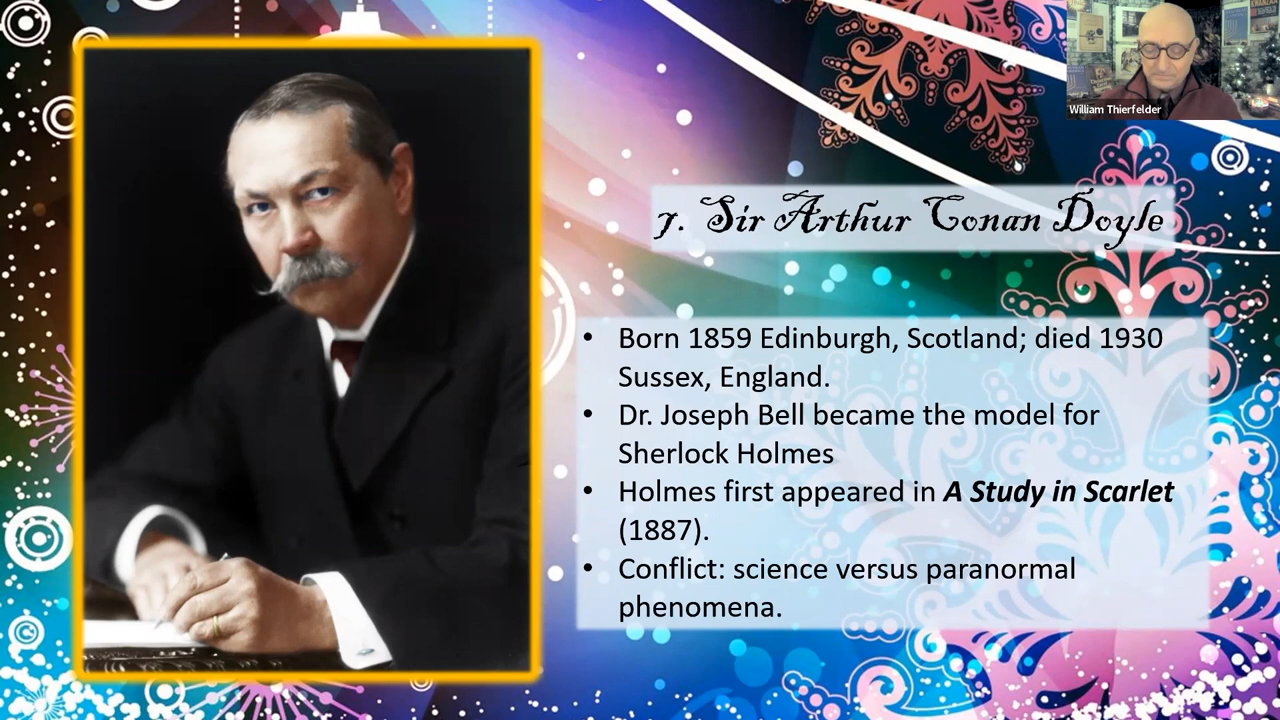 William Thierfelder
7. Sir Arthur Conan Doyle
• Born 1859 Edinburgh, Scotland; died 1930
Sussex, England.
• Dr. Joseph Bell became the model for
Sherlock Holmes
• Holmes first appeared in A Study in Scarlet
(1887).
• Conflict: science versus paranormal
phenomena.